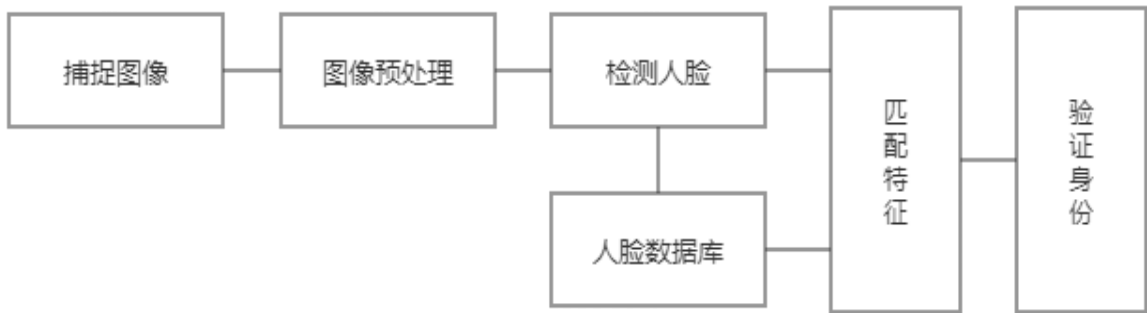 捕捉图像
图像预处理
检测人脸
人脸数据库
匹配特征
验证身份